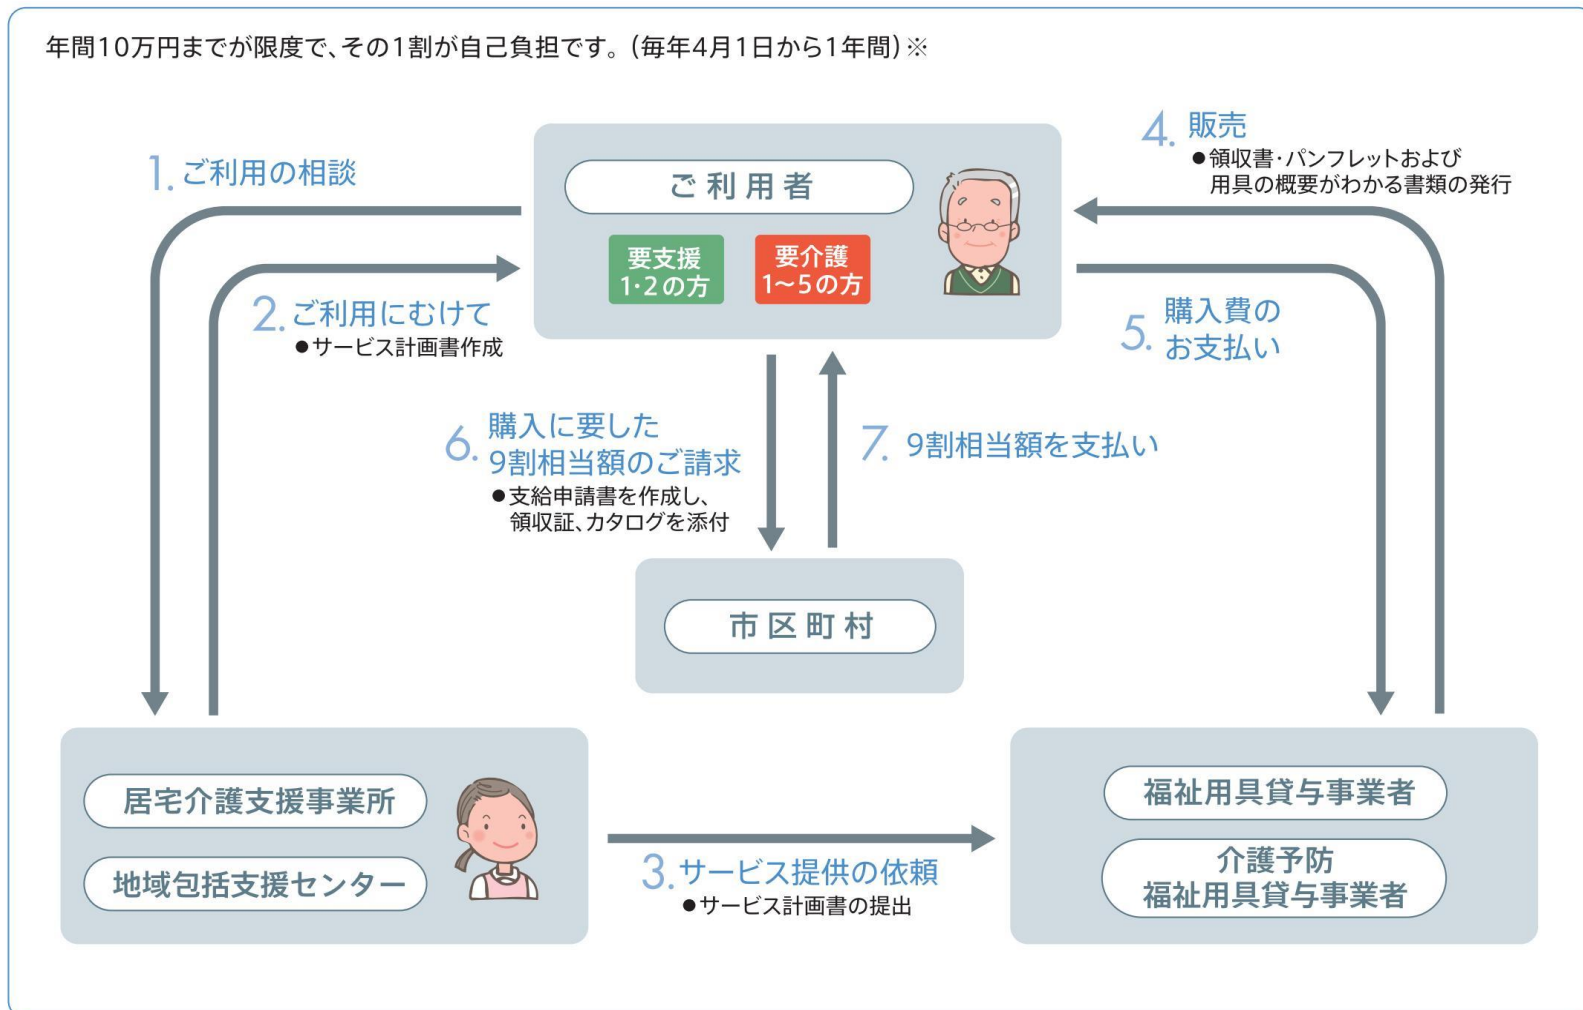 年間10万円までが限度で、その1割が自己負担です。（毎年4月1日から1年間）※
1. ご利用の相談
ご利用者
要支援
1・2の方
要介護
1～5の方
4. 販売
●領収書・パンフレットおよび
用具の概要がわかる書類の発行
2. ご利用にむけて
●サービス計画書作成
5. 購入費の
お支払い
6. 購入に要した
9割相当額のご請求
●支給申請書を作成し、
領収証、カタログを添付
7. 9割相当額を支払い
市区町村
居宅介護支援事業所
地域包括支援センター
3. サービス提供の依頼
●サービス計画書の提出
福祉用具貸与事業者
介護予防
福祉用具貸与事業者